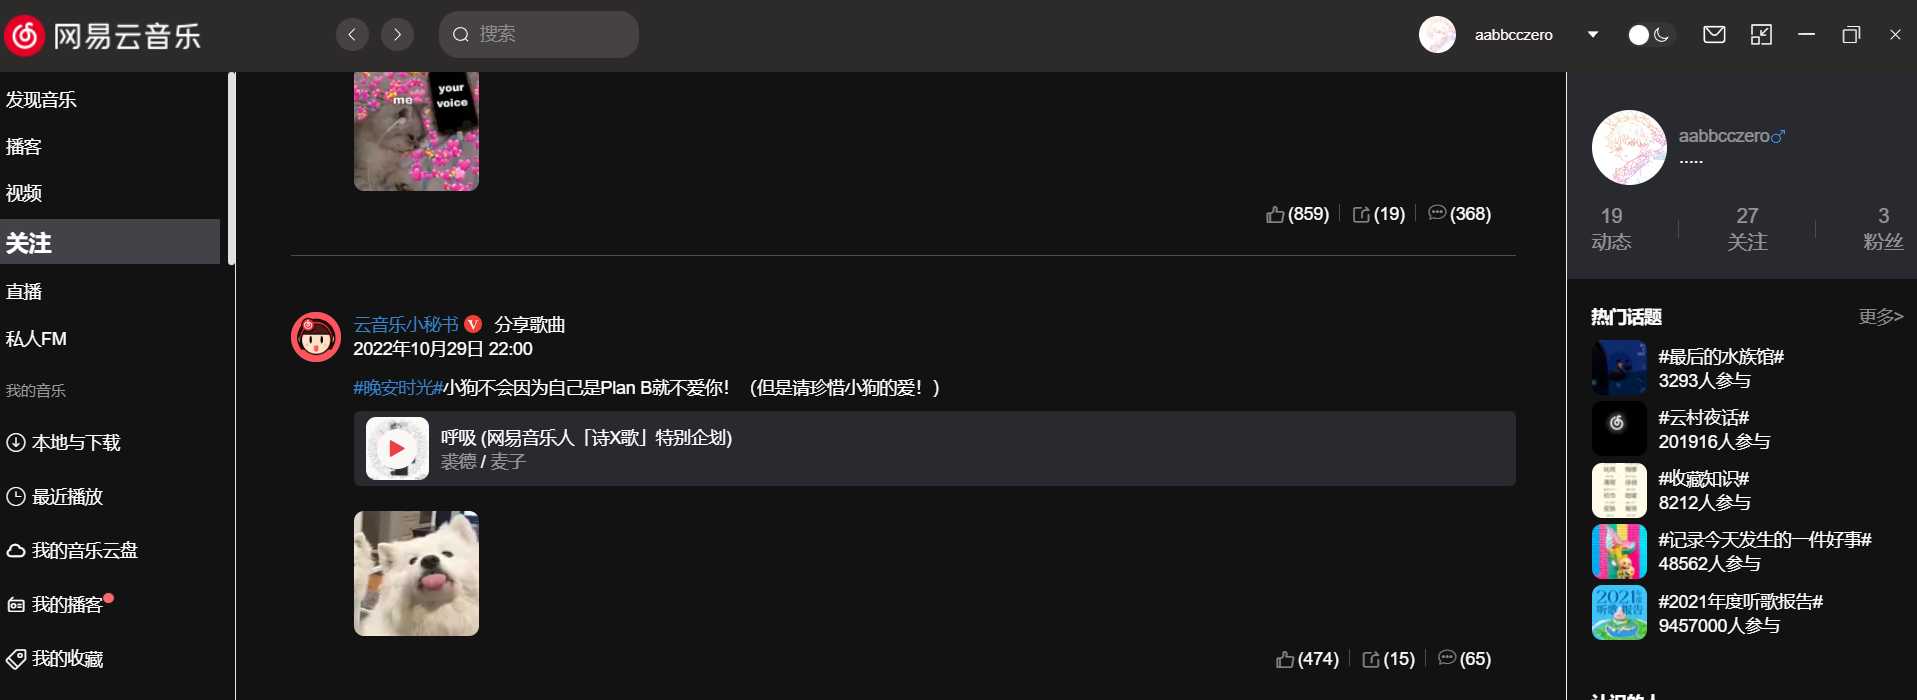 网易云音乐
搜索
aabbcczero
发现音乐
播客
视频
关注
直播
私人FM
我的音乐
本地与下载
最近播放
我的音乐云盘
我的播客
我的收藏
me
your
voice
(859) (19) (368)
云音乐小秘书 V 分享歌曲
2022年10月29日 22:00
#晚安时光#小狗不会因为自己是Plan B就不爱你！（但是请珍惜小狗的爱！）
呼吸 (网易音乐人「诗X歌」特别企划)
裘德 / 麦子
(474) (15) (65)
aabbcczero♂
.....
19 27 3
动态 关注 粉丝
热门话题 更多>
#最后的水族馆#
3293人参与
#云村夜话#
201916人参与
#收藏知识#
8212人参与
#记录今天发生的一件好事#
48562人参与
2021年度
听歌报告
#2021年度听歌报告#
9457000人参与